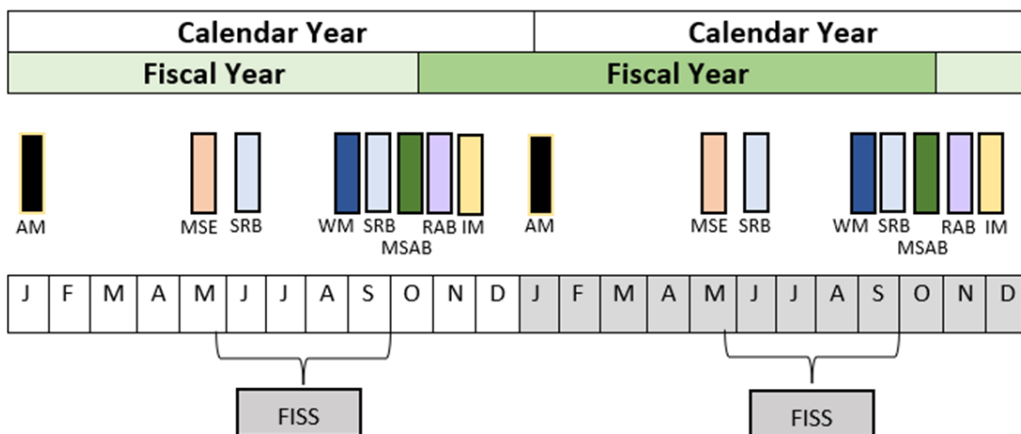 Calendar Year Calendar Year
Fiscal Year Fiscal Year
AM MSE SRB WM SRB RAB IM AM MSE SRB WM SRB RAB IM
MSAB MSAB
J F M A M J J A S O N D J F M A M J J A S O N D
FISS FISS